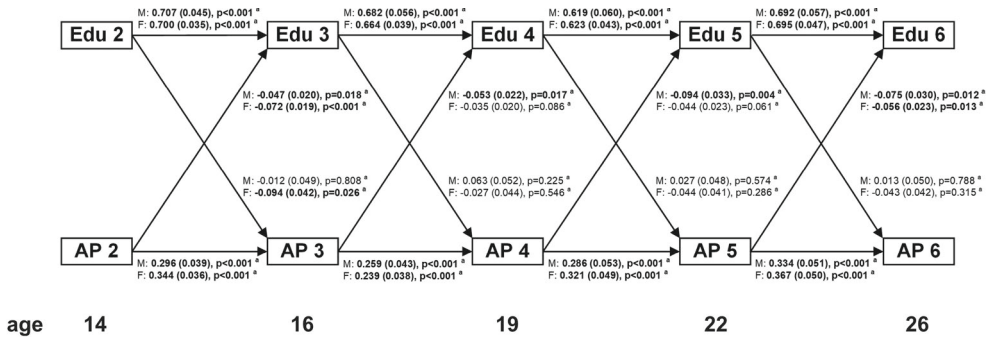 M: 0.707 (0.045), p<0.001 a
F: 0.700 (0.035), p<0.001 a
M: 0.682 (0.056), p<0.001 a
F: 0.664 (0.039), p<0.001 a
M: 0.619 (0.060), p<0.001 a
F: 0.623 (0.043), p<0.001 a
M: 0.692 (0.057), p<0.001 a
F: 0.695 (0.047), p<0.001 a
Edu 2
Edu 3
Edu 4
Edu 5
Edu 6
M: -0.047 (0.020), p=0.018 a
F: -0.072 (0.019), p<0.001 a
M: -0.053 (0.022), p=0.017 a
F: -0.035 (0.020), p=0.086 a
M: -0.094 (0.033), p=0.004 a
F: -0.044 (0.023), p=0.061 a
M: -0.075 (0.030), p=0.012 a
F: -0.056 (0.023), p=0.013 a
M: -0.012 (0.049), p=0.808 a
F: -0.094 (0.042), p=0.026 a
M: 0.063 (0.052), p=0.225 a
F: -0.027 (0.044), p=0.546 a
M: 0.027 (0.048), p=0.574 a
F: -0.044 (0.041), p=0.286 a
M: 0.013 (0.050), p=0.788 a
F: -0.043 (0.042), p=0.315 a
AP 2
AP 3
AP 4
AP 5
AP 6
M: 0.296 (0.039), p<0.001 a
F: 0.344 (0.036), p<0.001 a
M: 0.259 (0.043), p<0.001 a
F: 0.239 (0.038), p<0.001 a
M: 0.286 (0.053), p<0.001 a
F: 0.321 (0.049), p<0.001 a
M: 0.334 (0.051), p<0.001 a
F: 0.367 (0.050), p<0.001 a
age 14 16 19 22 26